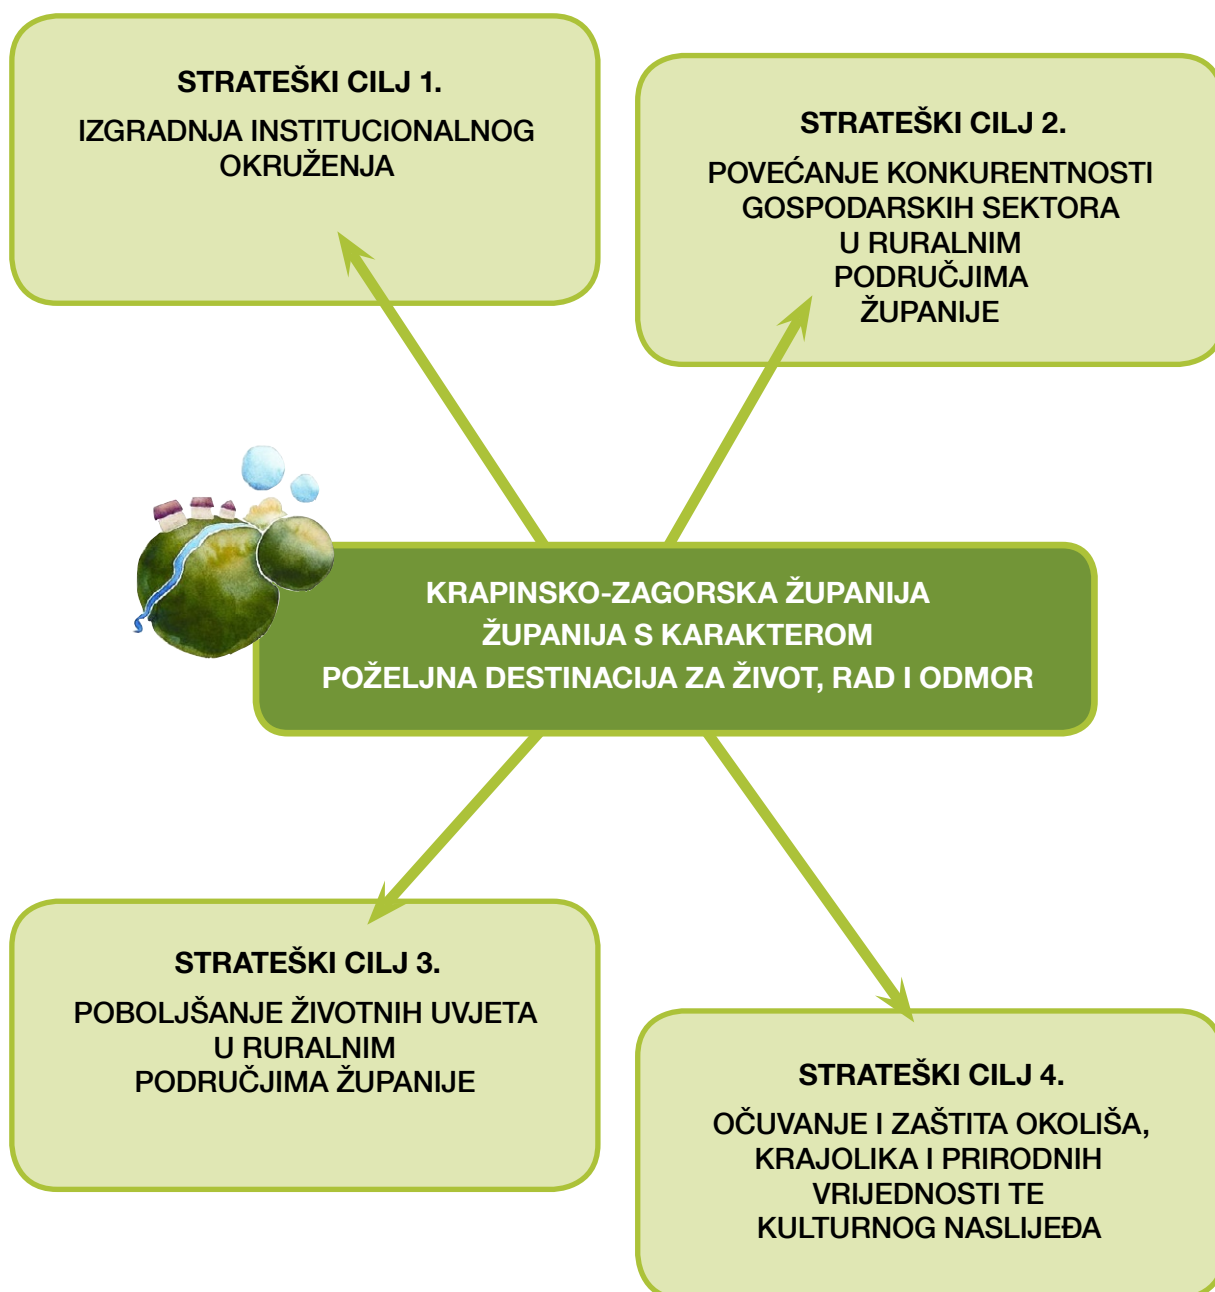 STRATEŠKI CILJ 1.
IZGRADNJA INSTITUCIONALNOG
OKRUŽENJA
STRATEŠKI CILJ 2.
POVEĆANJE KONKURENTNOSTI
GOSPODARSKIH SEKTORA
U RURALNIM
PODRUČJIMA
ŽUPANIJE
KRAPINSKO-ZAGORSKA ŽUPANIJA
ŽUPANIJA S KARAKTEROM
POŽELJNA DESTINACIJA ZA ŽIVOT, RAD I ODMOR
STRATEŠKI CILJ 3.
POBOLJŠANJE ŽIVOTNIH UVJETA
U RURALNIM
PODRUČJIMA ŽUPANIJE
STRATEŠKI CILJ 4.
OČUVANJE I ZAŠTITA OKOLIŠA,
KRAJOLIKA I PRIRODNIH
VRIJEDNOSTI TE
KULTURNOG NASLIJEĐA